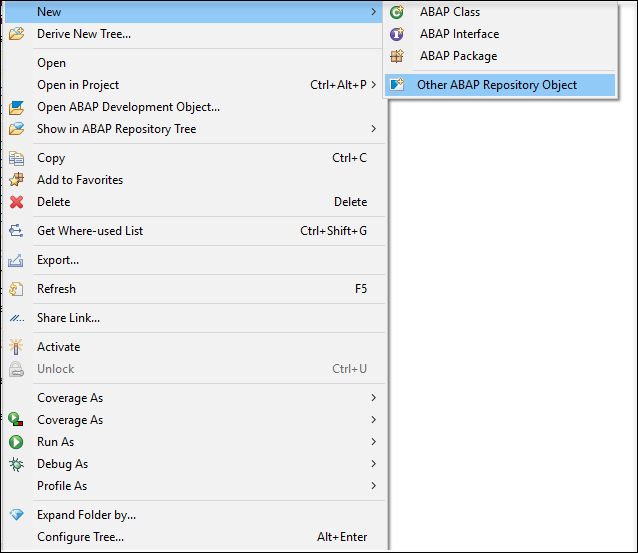 New
Derive New Tree...
Open
Open in Project Ctrl+Alt+P
Open ABAP Development Object...
Show in ABAP Repository Tree
Copy Ctrl+C
Add to Favorites
Delete Delete
Get Where-used List Ctrl+Shift+G
Export...
Refresh F5
Share Link...
Activate
Unlock Ctrl+U
Coverage As
Coverage As
Run As
Debug As
Profile As
Expand Folder by...
Configure Tree... Alt+Enter
ABAP Class
ABAP Interface
ABAP Package
Other ABAP Repository Object